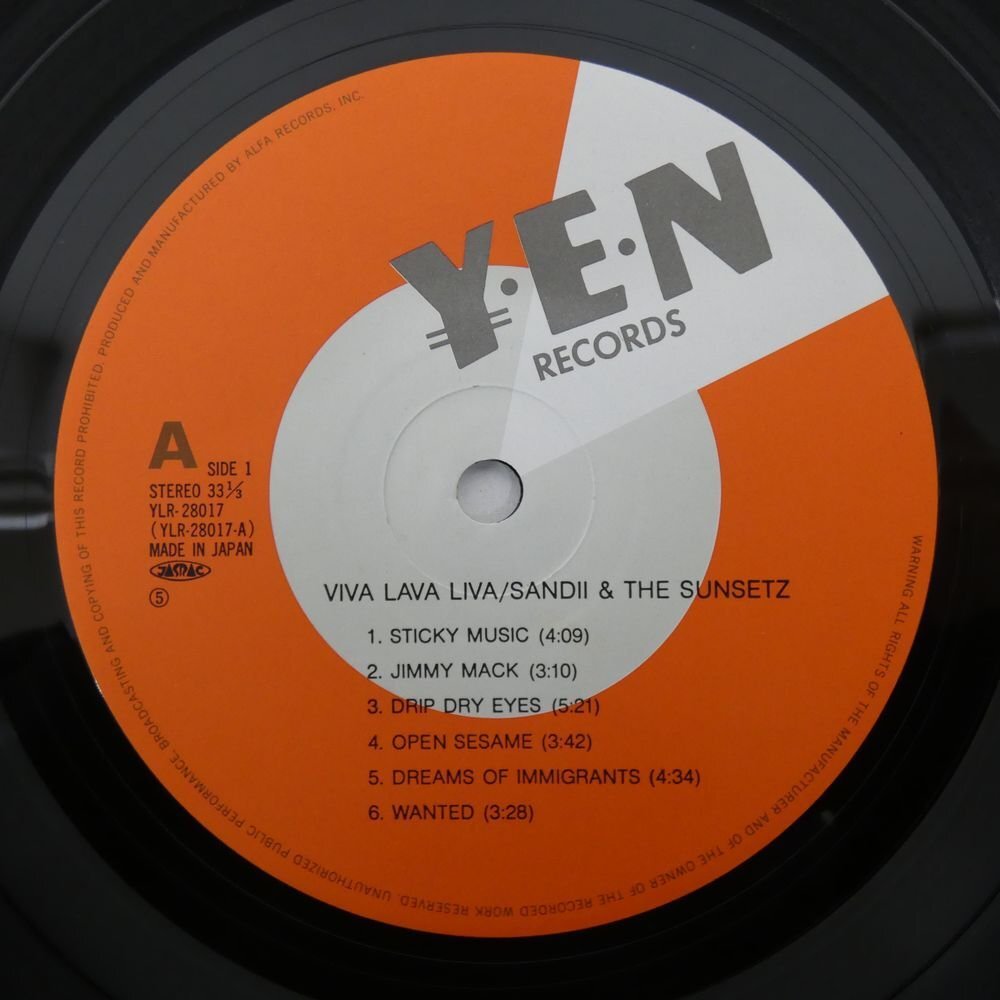 Y·E·N
RECORDS
A SIDE 1
STEREO 33⅓
YLR-28017
(YLR-28017-A)
MADE IN JAPAN
JASRAC
⑤
VIVA LAVA LIVA/SANDII & THE SUNSETZ
1. STICKY MUSIC (4:09)
2. JIMMY MACK (3:10)
3. DRIP DRY EYES (5:21)
4. OPEN SESAME (3:42)
5. DREAMS OF IMMIGRANTS (4:34)
6. WANTED (3:28)
WARNING ALL RIGHTS OF THE MANUFACTURER AND OF THE OWNER OF THE RECORDED WORK RESERVED. UNAUTHORIZED PUBLIC PERFORMANCE, BROADCASTING AND COPYING OF THIS RECORD PROHIBITED. PRODUCED AND MANUFACTURED BY ALFA RECORDS, INC.